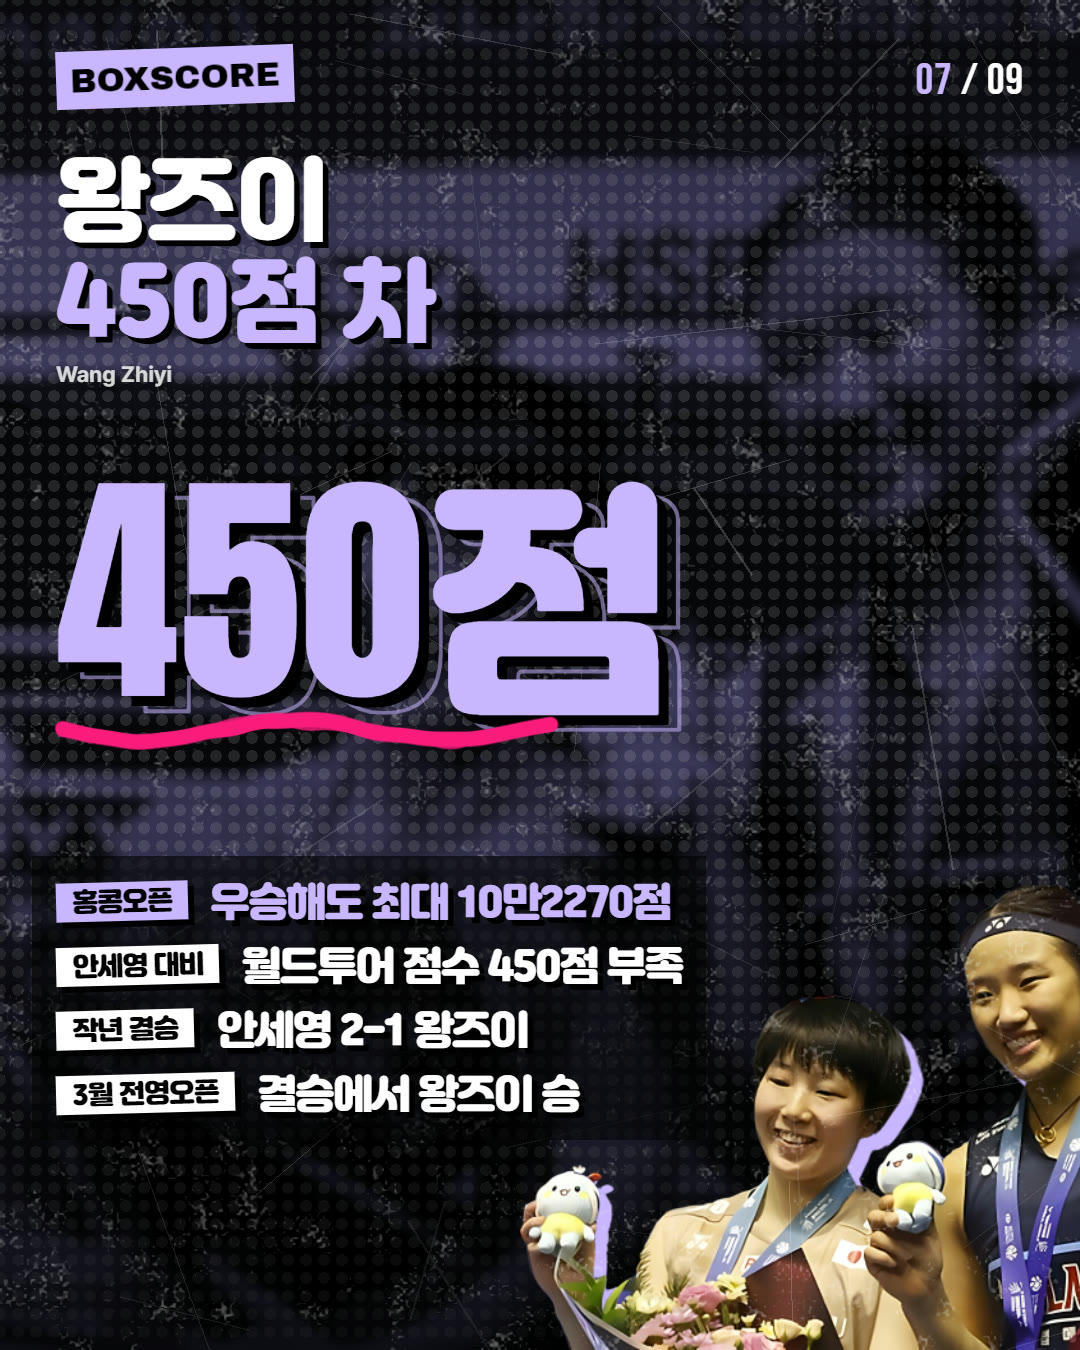 BOXSCORE
07 / 09
왕즈이
450점 차
Wang Zhiyi
450점
홍콩오픈 우승해도 최대 10만2270점
안세영 대비 월드투어 점수 450점 부족
작년 결승 안세영 2-1 왕즈이
3월 전영오픈 결승에서 왕즈이 승